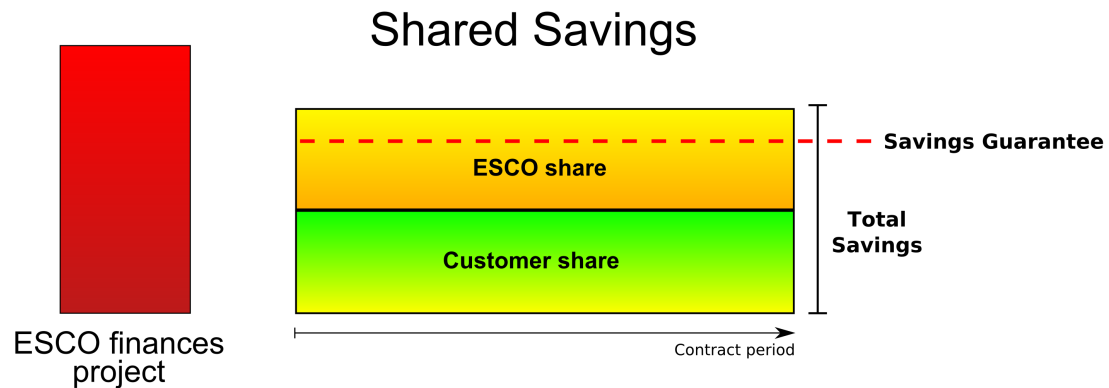 Shared Savings
Savings Guarantee
ESCO share
Total
Savings
Customer share
ESCO finances
project
Contract period